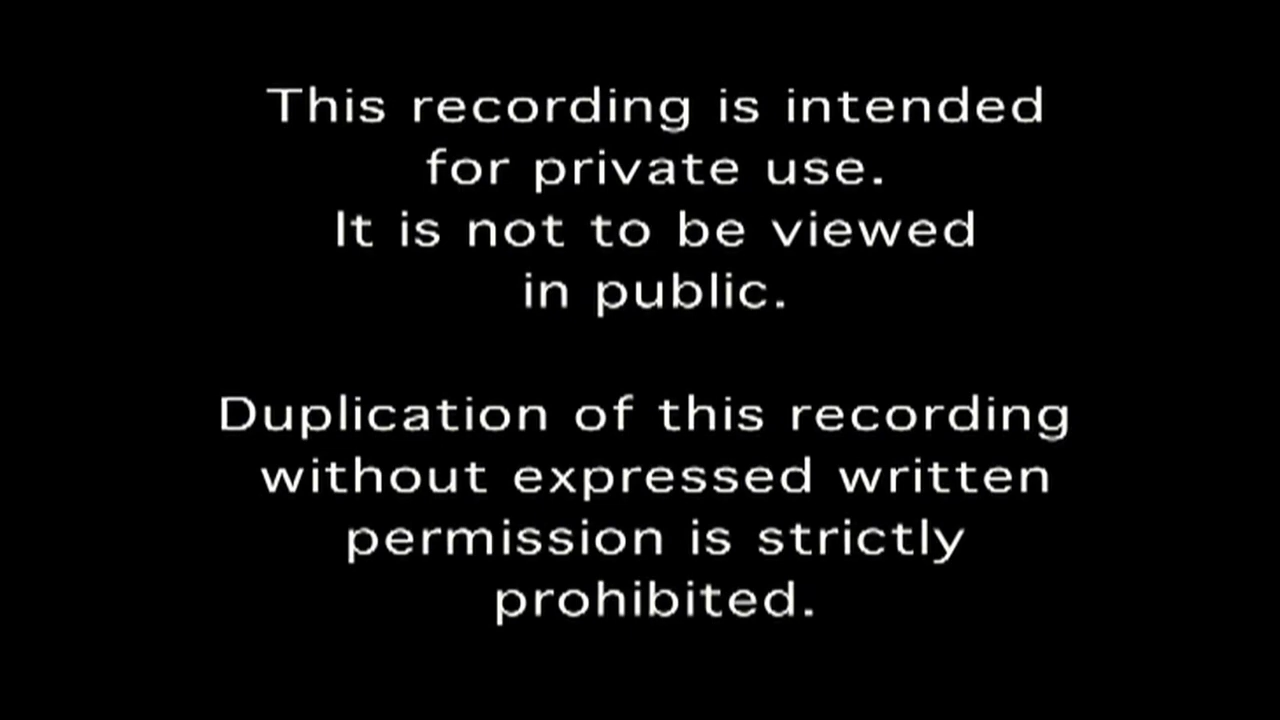 This recording is intended
for private use.
It is not to be viewed
in public.
Duplication of this recording
without expressed written
permission is strictly
prohibited.